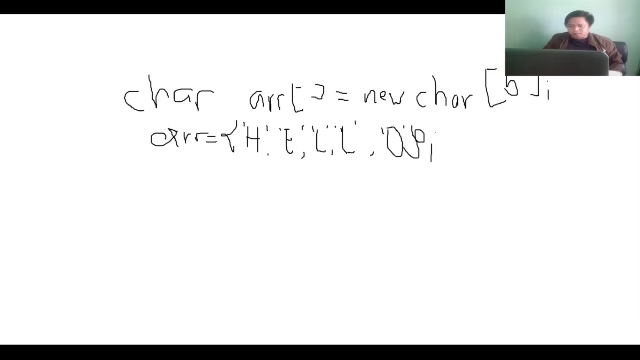 char arr[] = new char [5];
arr={'H','E','L','L','O'};